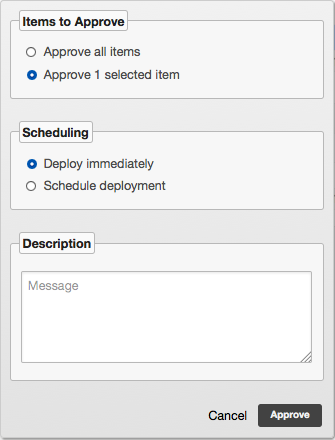 Items to Approve
Approve all items
Approve 1 selected item
Scheduling
Deploy immediately
Schedule deployment
Description
Message
Cancel Approve